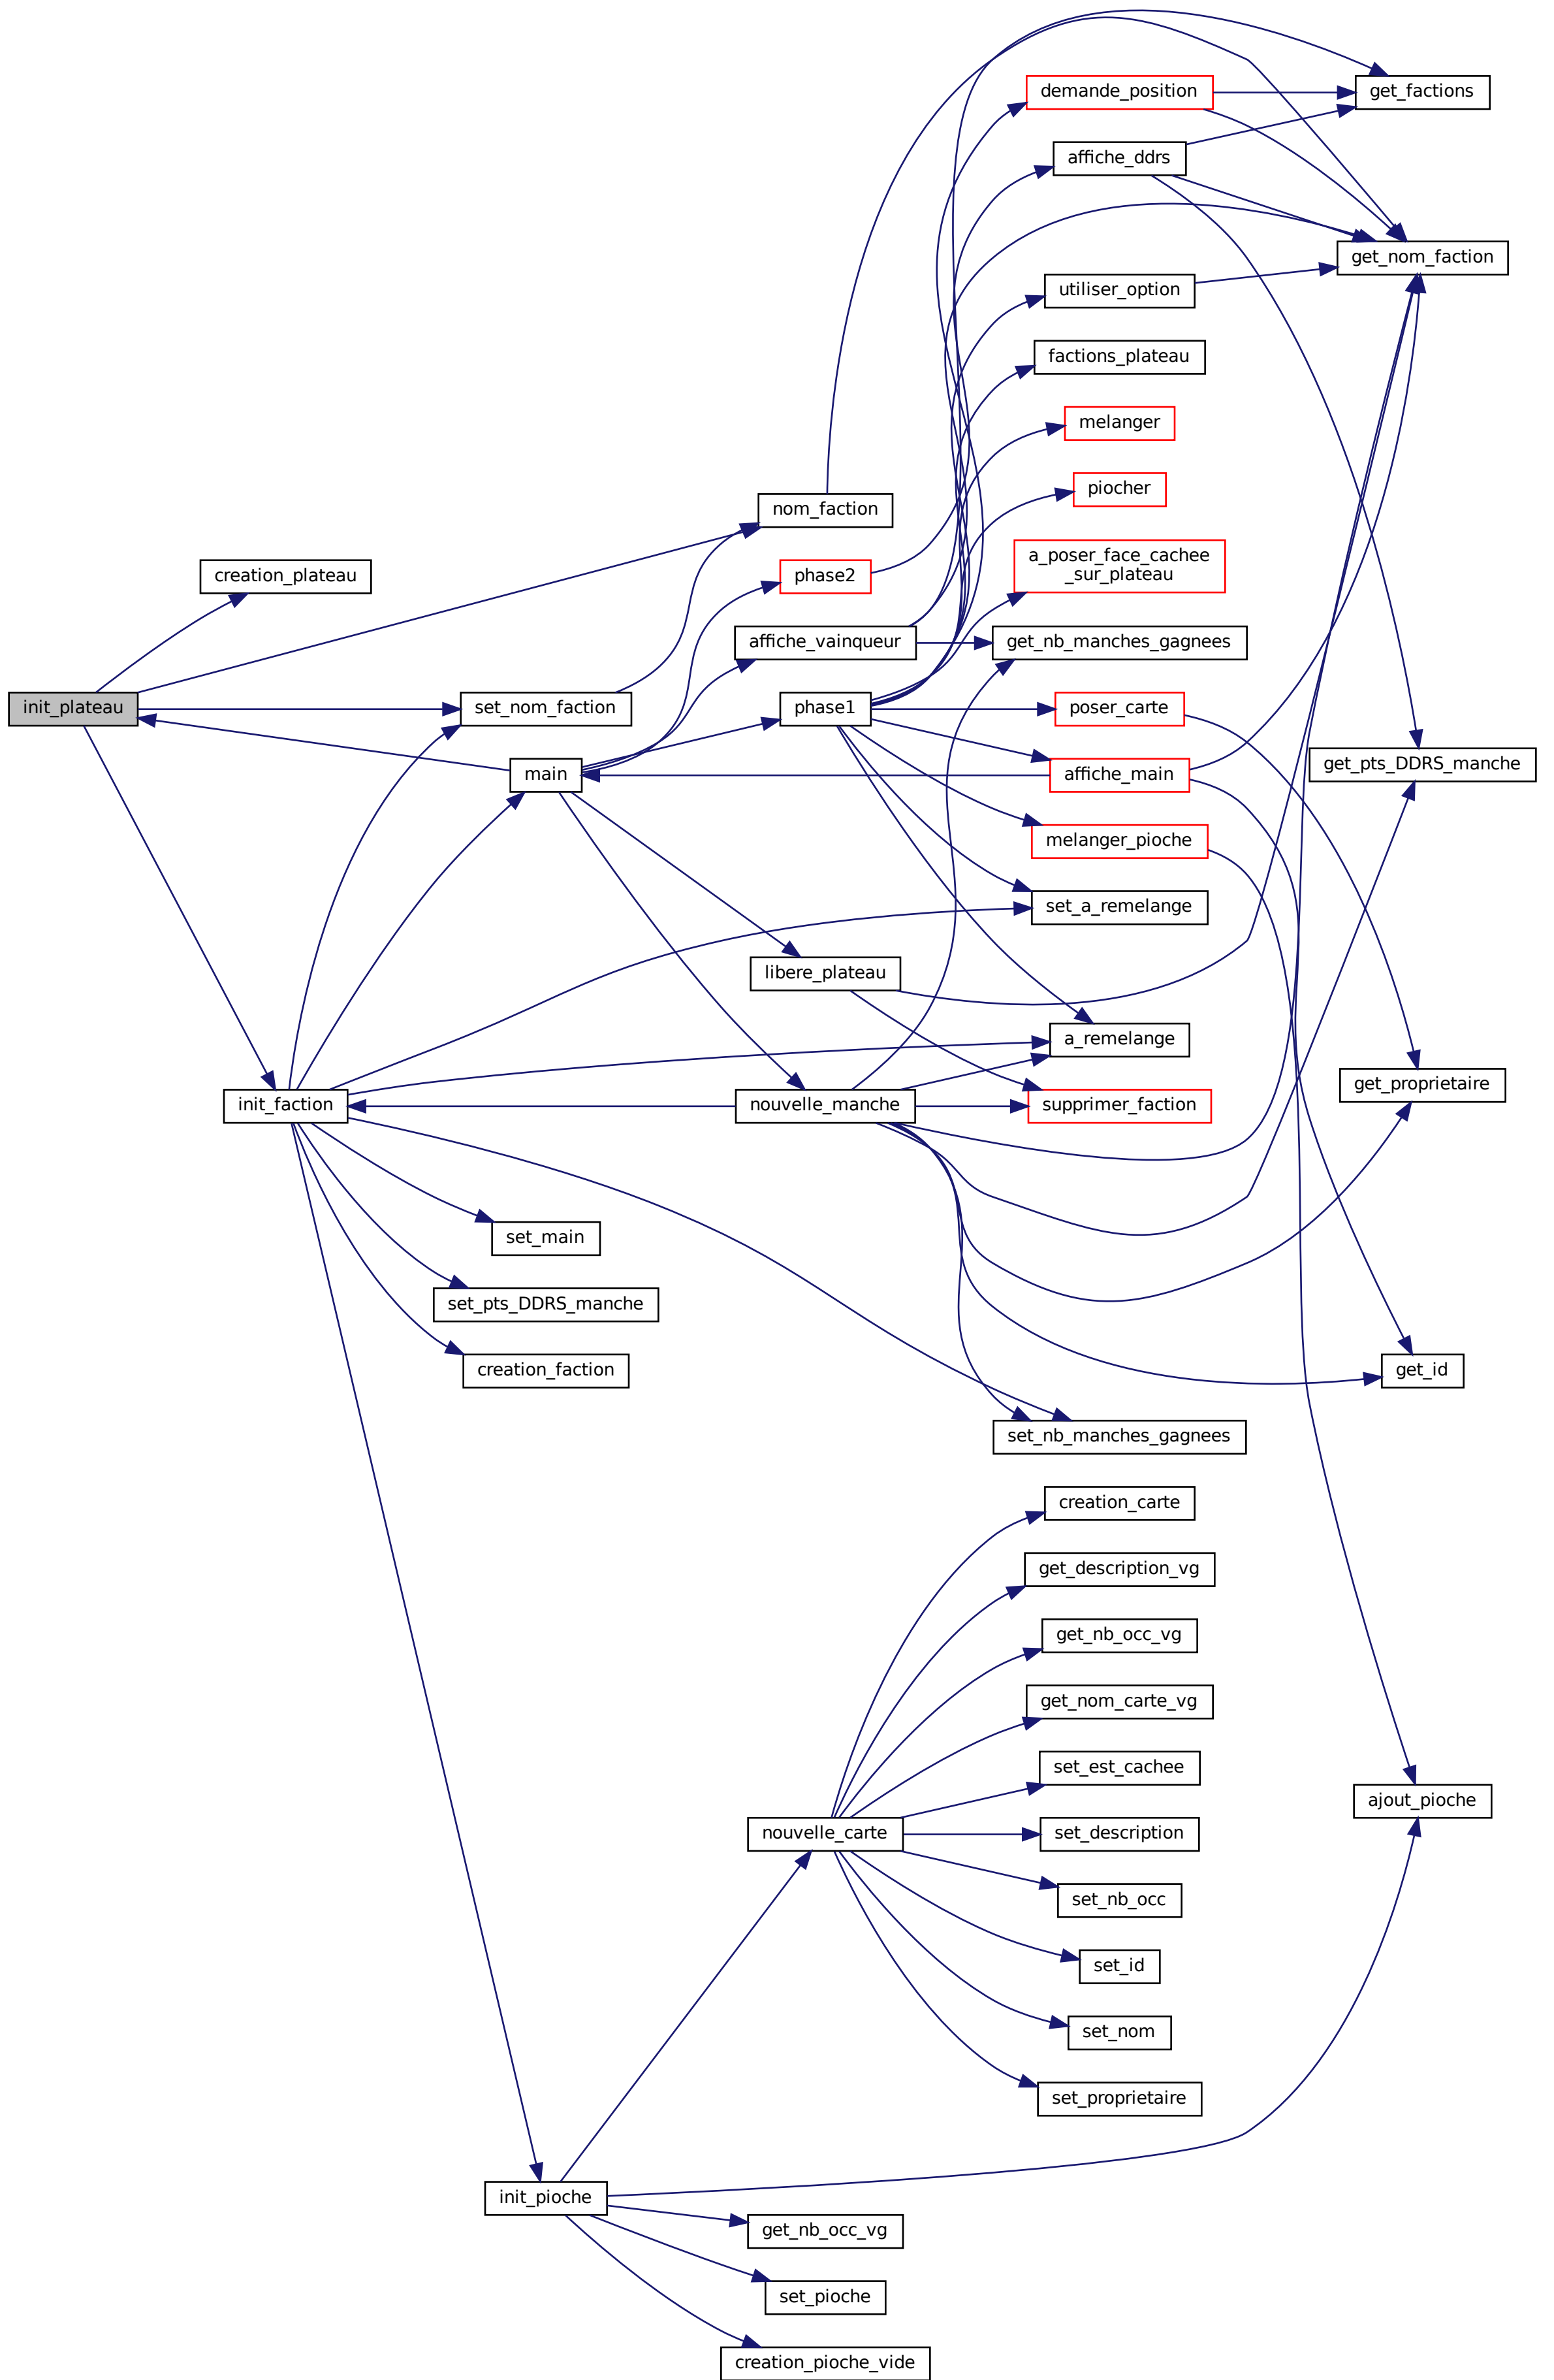 demande_position
get_factions
affiche_ddrs
get_nom_faction
utiliser_option
factions_plateau
melanger
piocher
nom_faction
a_poser_face_cachee
_sur_plateau
creation_plateau
phase2
affiche_vainqueur
get_nb_manches_gagnees
init_plateau
set_nom_faction
phase1
poser_carte
main
affiche_main
get_pts_DDRS_manche
melanger_pioche
set_a_remelange
libere_plateau
a_remelange
get_proprietaire
init_faction
nouvelle_manche
supprimer_faction
set_main
set_pts_DDRS_manche
creation_faction
get_id
set_nb_manches_gagnees
creation_carte
get_description_vg
get_nb_occ_vg
get_nom_carte_vg
set_est_cachee
ajout_pioche
nouvelle_carte
set_description
set_nb_occ
set_id
set_nom
set_proprietaire
init_pioche
get_nb_occ_vg
set_pioche
creation_pioche_vide